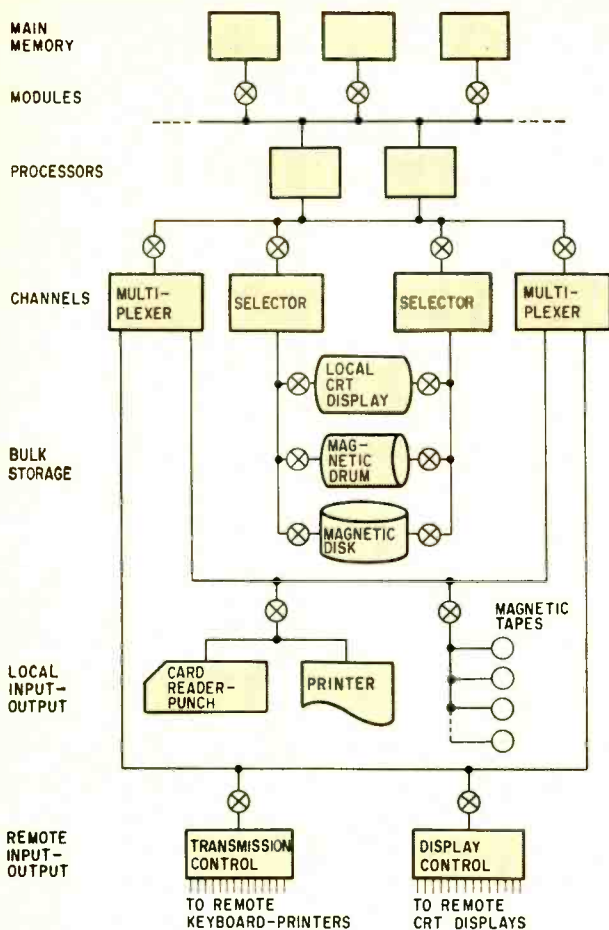 MAIN
MEMORY
MODULES
PROCESSORS
CHANNELS
MULTI-
PLEXER
SELECTOR
SELECTOR
MULTI-
PLEXER
LOCAL
CRT
DISPLAY
BULK
STORAGE
MAG-
NETIC
DRUM
MAGNETIC
DISK
MAGNETIC
TAPES
LOCAL
INPUT-
OUTPUT
CARD
READER-
PUNCH
PRINTER
REMOTE
INPUT-
OUTPUT
TRANSMISSION
CONTROL
DISPLAY
CONTROL
TO REMOTE
KEYBOARD-PRINTERS
TO REMOTE
CRT DISPLAYS